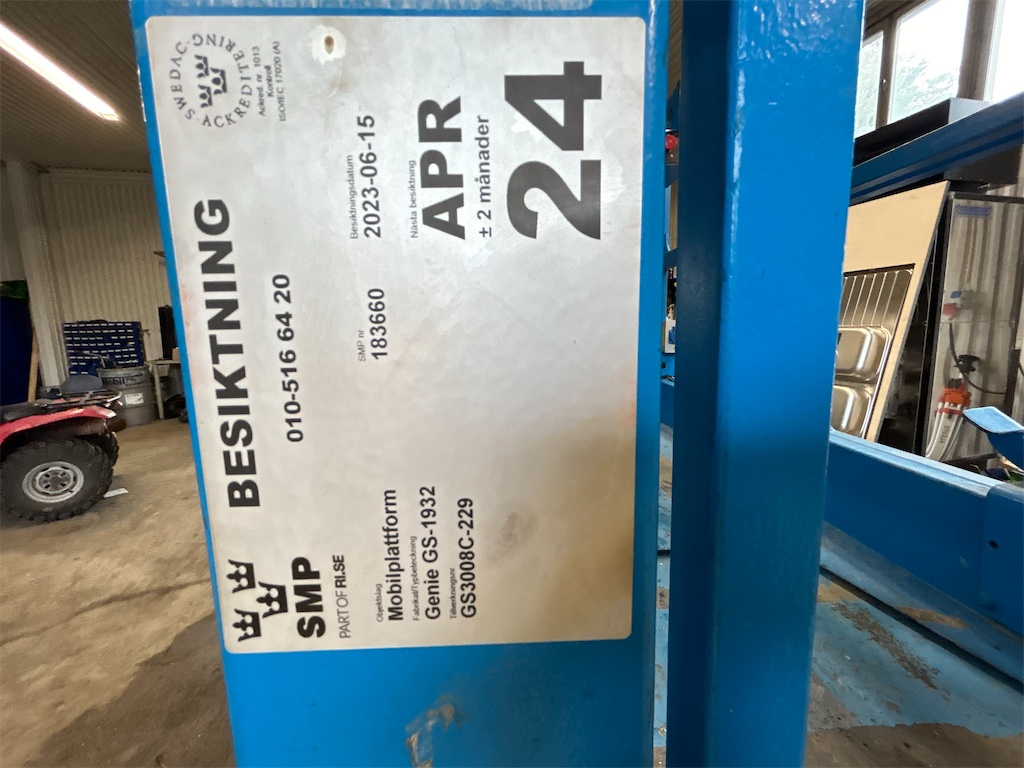 SMP
PART OF RI.SE
BESIKTNING
010-516 64 20
SWEDAC
ACKREDITERING
Ackred. nr. 1013
Kontroll
ISO/IEC 17020 (A)
Objektslag
Mobilplattform
Fabrikat/Typbeteckning
Genie GS-1932
Tillverkningsnr
GS3008C-229
SMP nr
183660
Besiktningsdatum
2023-06-15
Nästa besiktning
APR
± 2 månader
24